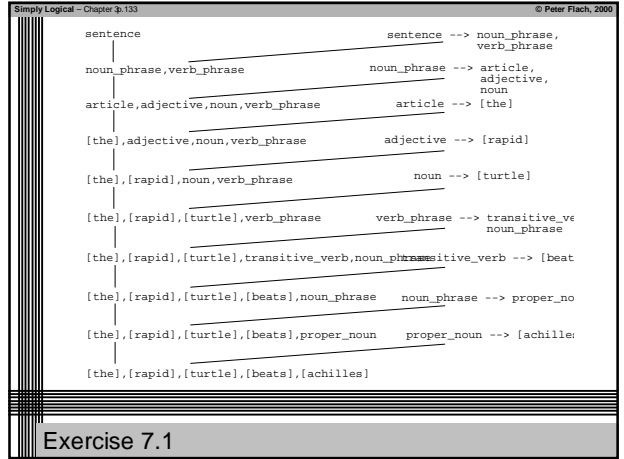 Simply Logical – Chapter 3p.133 © Peter Flach, 2000
sentence sentence --> noun_phrase,
verb_phrase
noun_phrase,verb_phrase noun_phrase --> article,
adjective,
noun
article,adjective,noun,verb_phrase article --> [the]
[the],adjective,noun,verb_phrase adjective --> [rapid]
[the],[rapid],noun,verb_phrase noun --> [turtle]
[the],[rapid],[turtle],verb_phrase verb_phrase --> transitive_ve
noun_phrase
[the],[rapid],[turtle],transitive_verb,noun_phrase transitive_verb --> [beat
[the],[rapid],[turtle],[beats],noun_phrase noun_phrase --> proper_no
[the],[rapid],[turtle],[beats],proper_noun proper_noun --> [achilles
[the],[rapid],[turtle],[beats],[achilles]
Exercise 7.1